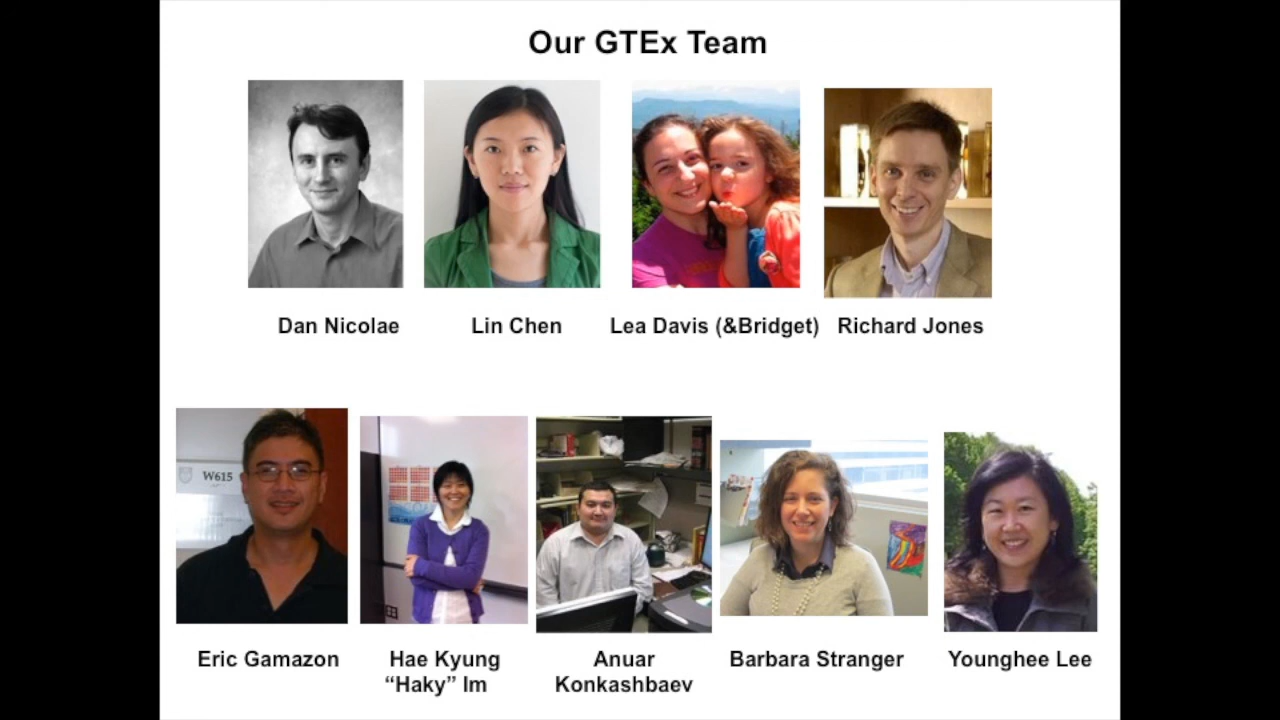 Our GTEx Team
Dan Nicolae
Lin Chen
Lea Davis (&Bridget)
Richard Jones
W615
Eric Gamazon
Hae Kyung
“Haky” Im
Anuar
Konkashbaev
Barbara Stranger
Younghee Lee